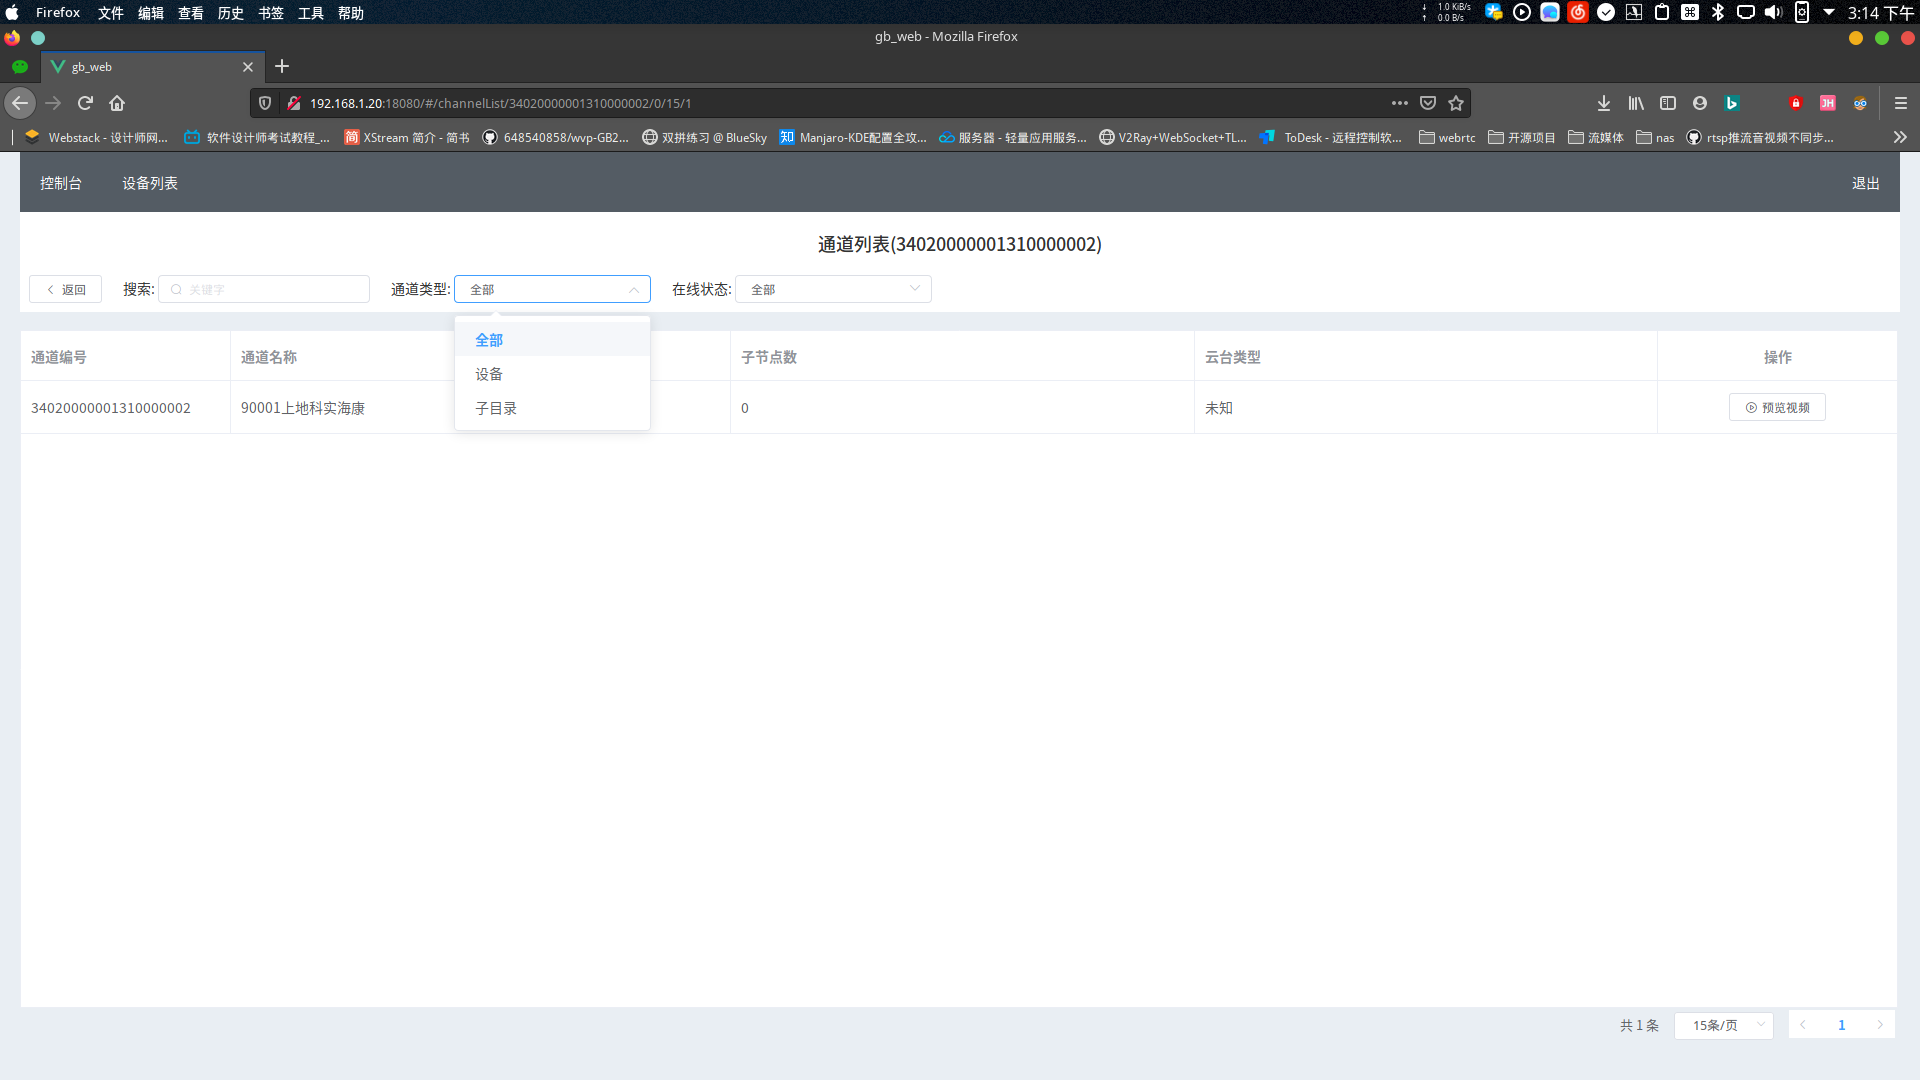 Firefox 文件 编辑 查看 历史 书签 工具 帮助
↓ 1.0 KiB/s
↑ 0.0 B/s
3:14 下午
gb_web - Mozilla Firefox
gb_web
192.168.1.20:18080/#/channelList/34020000001310000002/0/15/1
Webstack - 设计师网... 软件设计师考试教程_... XStream 简介 - 简书 648540858/wvp-GB2... 双拼练习 @ BlueSky Manjaro-KDE配置全攻... 服务器 - 轻量应用服务... V2Ray+WebSocket+TL... ToDesk - 远程控制软... webrtc 开源项目 流媒体 nas rtsp推流音视频不同步...
控制台 设备列表 退出
通道列表(34020000001310000002)
返回 搜索: 关键字 通道类型: 全部 在线状态: 全部
全部
设备
子目录
通道编号 通道名称 子节点数 云台类型 操作
34020000001310000002 90001上地科实海康 0 未知 预览视频
共 1 条 15条/页 1